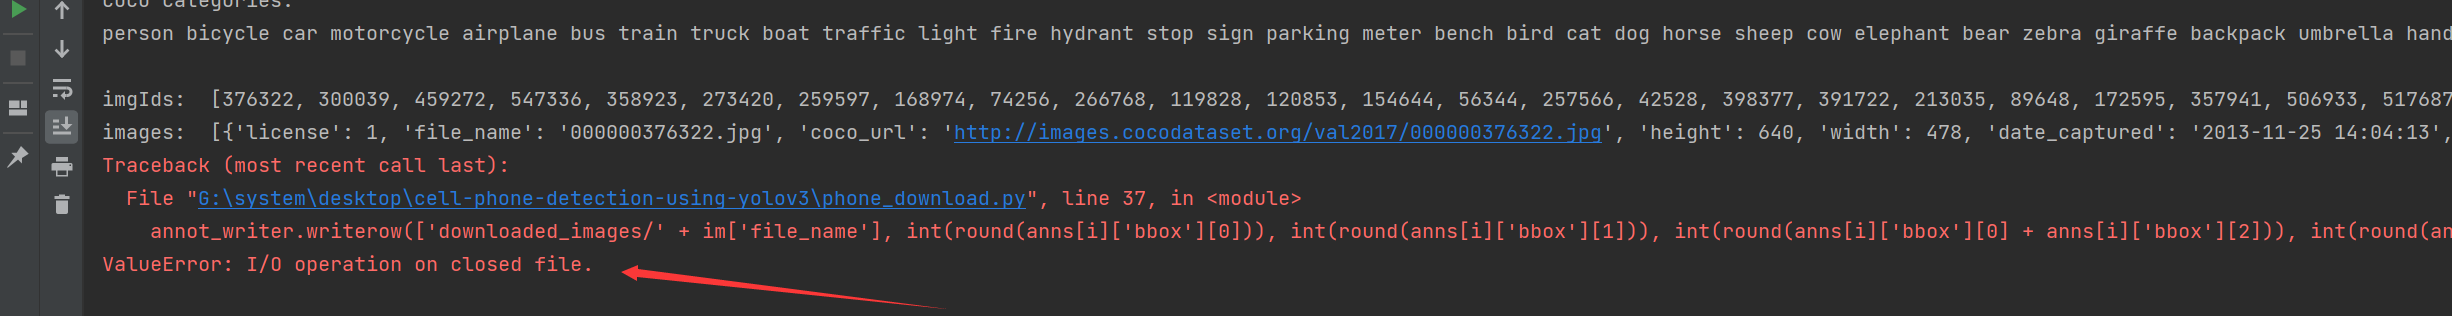 coco categories:
person bicycle car motorcycle airplane bus train truck boat traffic light fire hydrant stop sign parking meter bench bird cat dog horse sheep cow elephant bear zebra giraffe backpack umbrella hand
imgIds:  [376322, 300039, 459272, 547336, 358923, 273420, 259597, 168974, 74256, 266768, 119828, 120853, 154644, 56344, 257566, 42528, 398377, 391722, 213035, 89648, 172595, 357941, 506933, 517687
images:  [{'license': 1, 'file_name': '000000376322.jpg', 'coco_url': 'http://images.cocodataset.org/val2017/000000376322.jpg', 'height': 640, 'width': 478, 'date_captured': '2013-11-25 14:04:13',
Traceback (most recent call last):
  File "G:\system\desktop\cell-phone-detection-using-yolov3\phone_download.py", line 37, in <module>
    annot_writer.writerow(['downloaded_images/' + im['file_name'], int(round(anns[i]['bbox'][0])), int(round(anns[i]['bbox'][1])), int(round(anns[i]['bbox'][0] + anns[i]['bbox'][2])), int(round(an
ValueError: I/O operation on closed file.